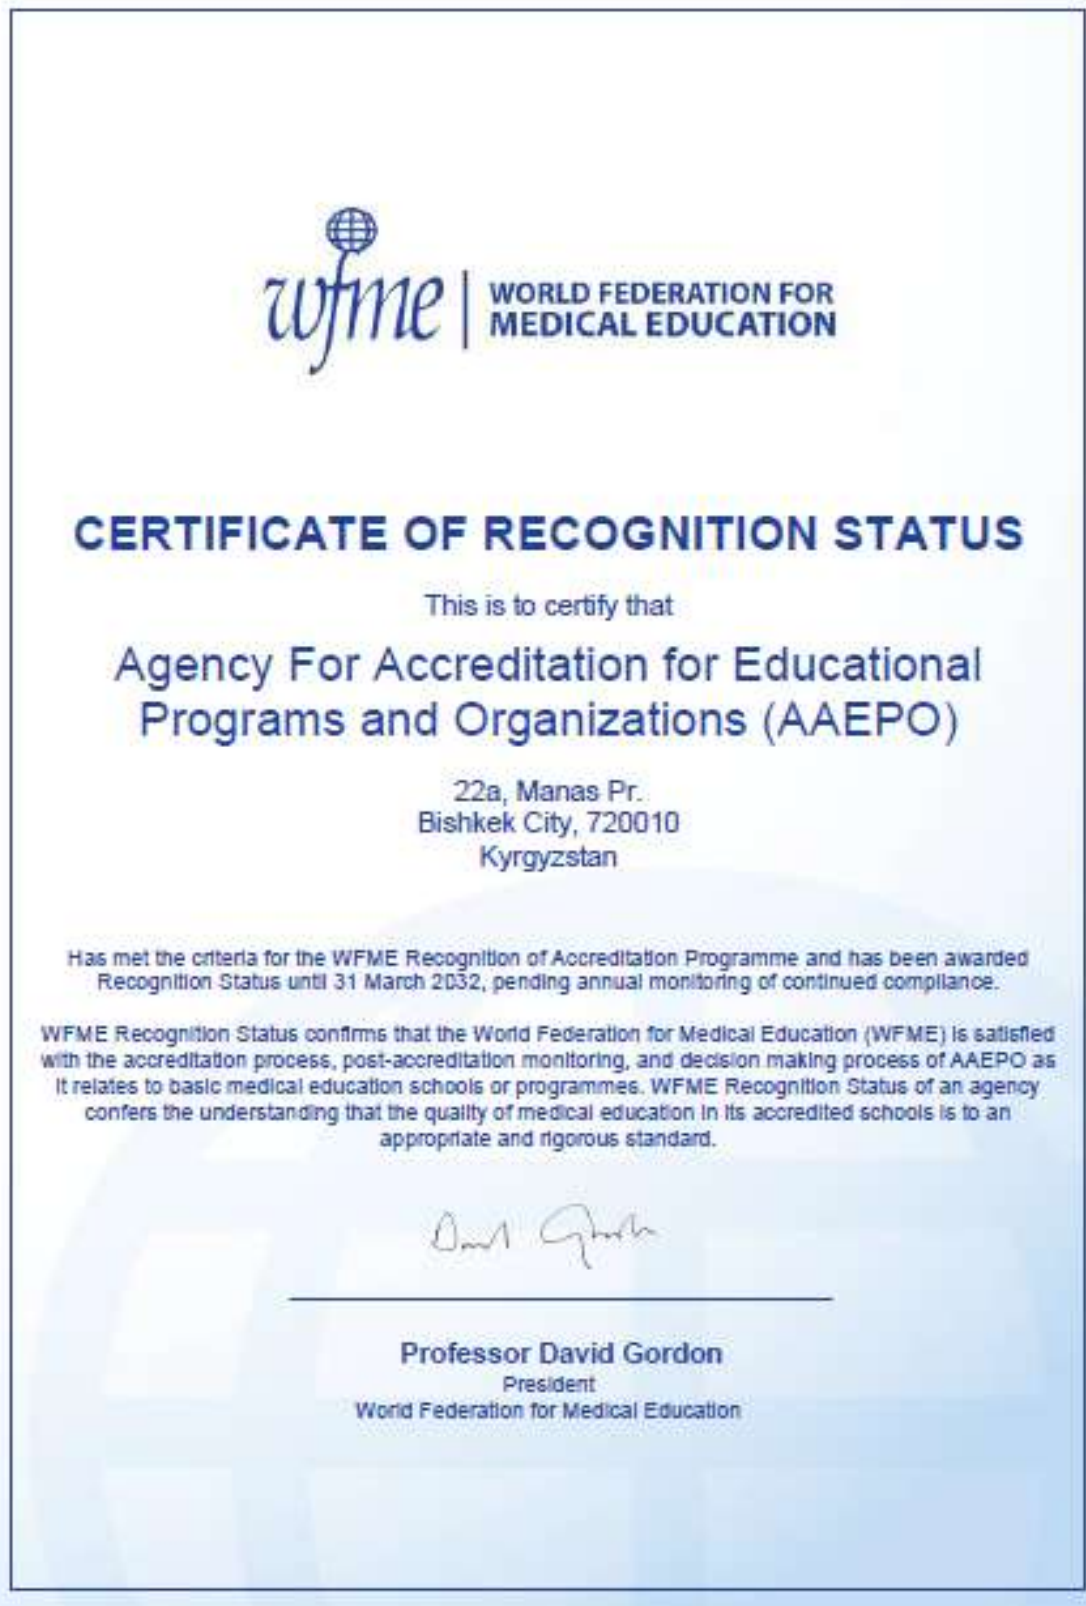 wfme
WORLD FEDERATION FOR
MEDICAL EDUCATION
CERTIFICATE OF RECOGNITION STATUS
This is to certify that
Agency For Accreditation for Educational
Programs and Organizations (AAEPO)
22a, Manas Pr.
Bishkek City, 720010
Kyrgyzstan
Has met the criteria for the WFME Recognition of Accreditation Programme and has been awarded
Recognition Status until 31 March 2032, pending annual monitoring of continued compliance.
WFME Recognition Status confirms that the World Federation for Medical Education (WFME) is satisfied
with the accreditation process, post-accreditation monitoring, and decision making process of AAEPO as
it relates to basic medical education schools or programmes. WFME Recognition Status of an agency
confers the understanding that the quality of medical education in its accredited schools is to an
appropriate and rigorous standard.
David Gordon
Professor David Gordon
President
World Federation for Medical Education